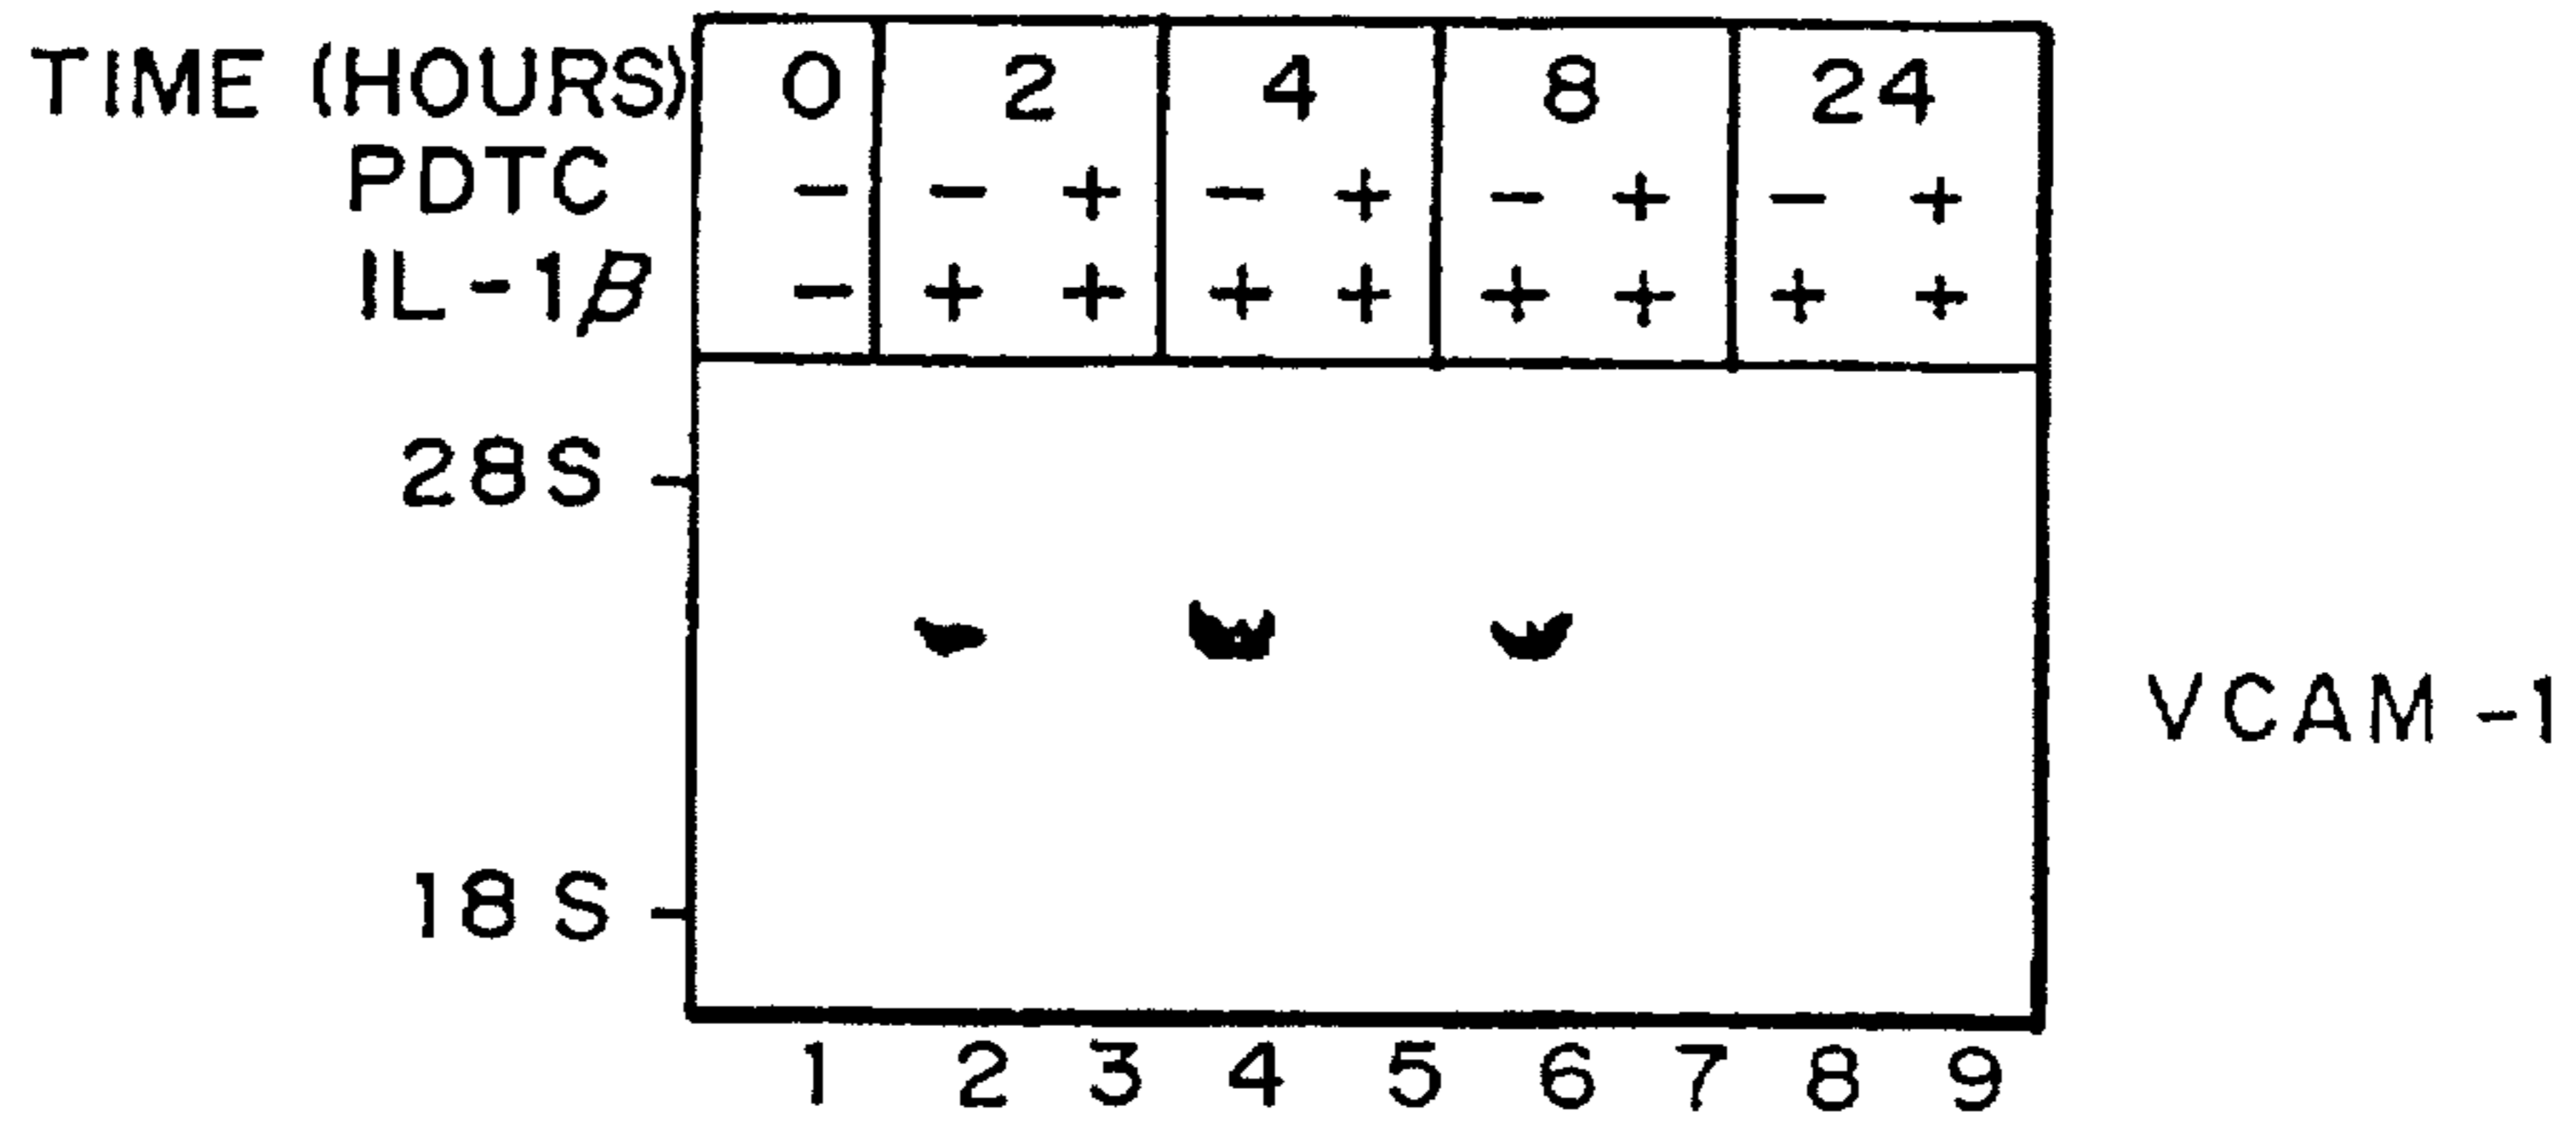 TIME (HOURS) 0 2 4 8 24
PDTC - - + - + - + - +
IL-1β - + + + + + + + +
28S
VCAM-1
18S
1 2 3 4 5 6 7 8 9